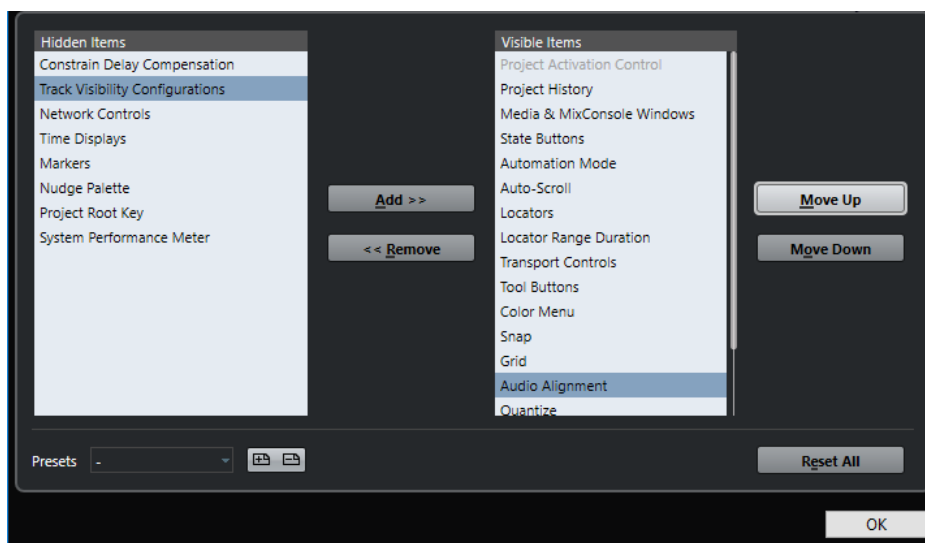 Hidden Items
Constrain Delay Compensation
Track Visibility Configurations
Network Controls
Time Displays
Markers
Nudge Palette
Project Root Key
System Performance Meter
Add >>
<< Remove
Visible Items
Project Activation Control
Project History
Media & MixConsole Windows
State Buttons
Automation Mode
Auto-Scroll
Locators
Locator Range Duration
Transport Controls
Tool Buttons
Color Menu
Snap
Grid
Audio Alignment
Quantize
Move Up
Move Down
Presets -
Reset All
OK